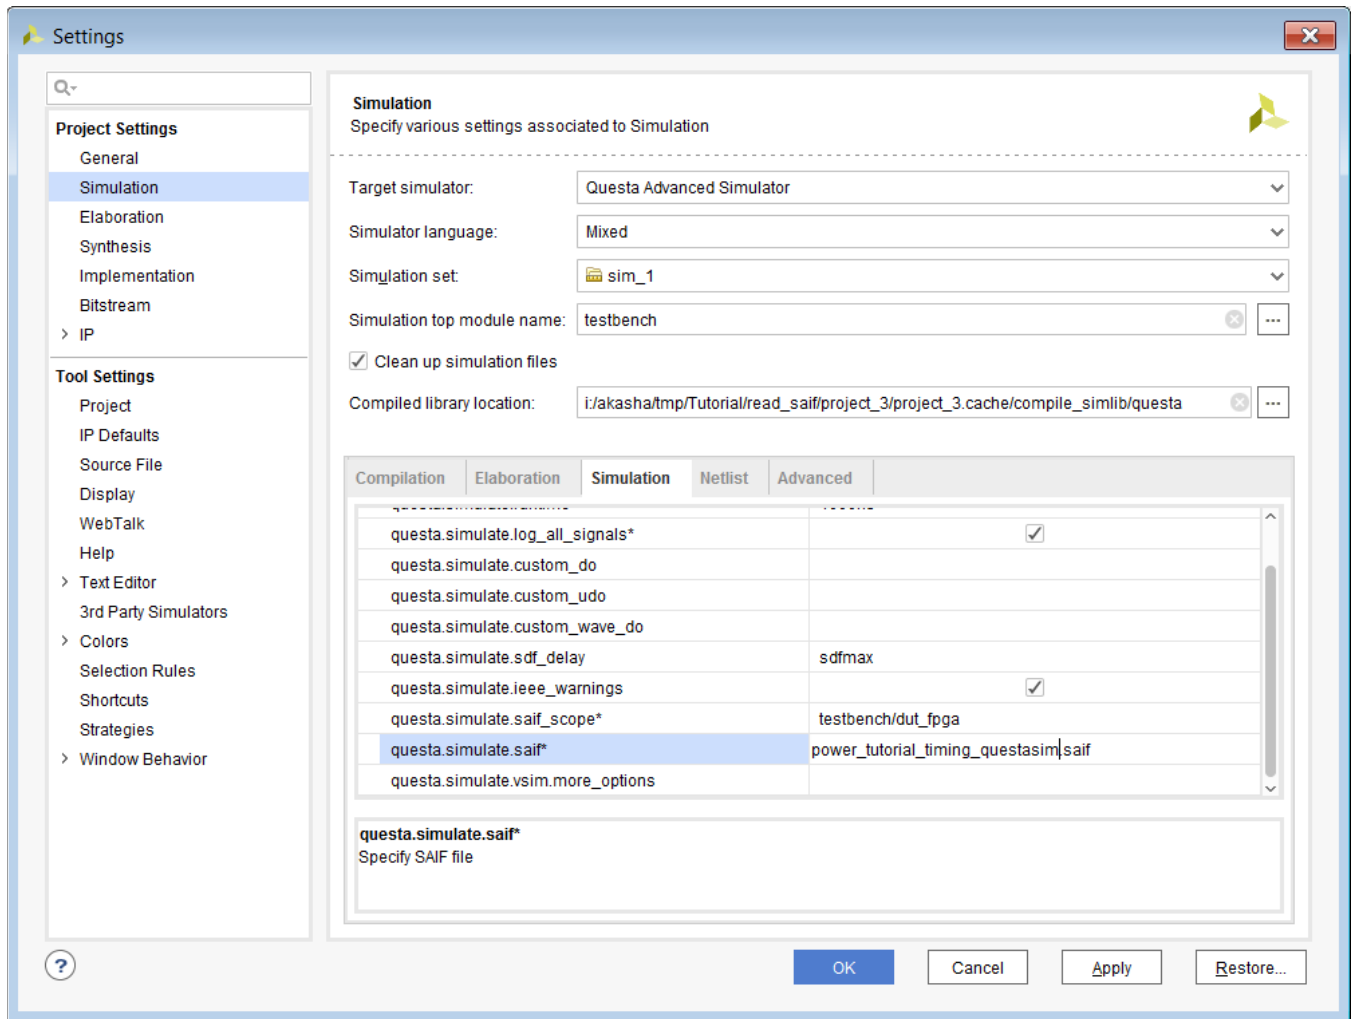 Settings
Project Settings
General
Simulation
Elaboration
Synthesis
Implementation
Bitstream
IP
Tool Settings
Project
IP Defaults
Source File
Display
WebTalk
Help
Text Editor
3rd Party Simulators
Colors
Selection Rules
Shortcuts
Strategies
Window Behavior
Simulation
Specify various settings associated to Simulation
Target simulator: Questa Advanced Simulator
Simulator language: Mixed
Simulation set: sim_1
Simulation top module name: testbench ...
Clean up simulation files
Compiled library location: i:/akasha/tmp/Tutorial/read_saif/project_3/project_3.cache/compile_simlib/questa ...
Compilation Elaboration Simulation Netlist Advanced
questa.simulate.log_all_signals*
questa.simulate.custom_do
questa.simulate.custom_udo
questa.simulate.custom_wave_do
questa.simulate.sdf_delay sdfmax
questa.simulate.ieee_warnings
questa.simulate.saif_scope* testbench/dut_fpga
questa.simulate.saif* power_tutorial_timing_questasim.saif
questa.simulate.vsim.more_options
questa.simulate.saif*
Specify SAIF file
? OK Cancel Apply Restore...